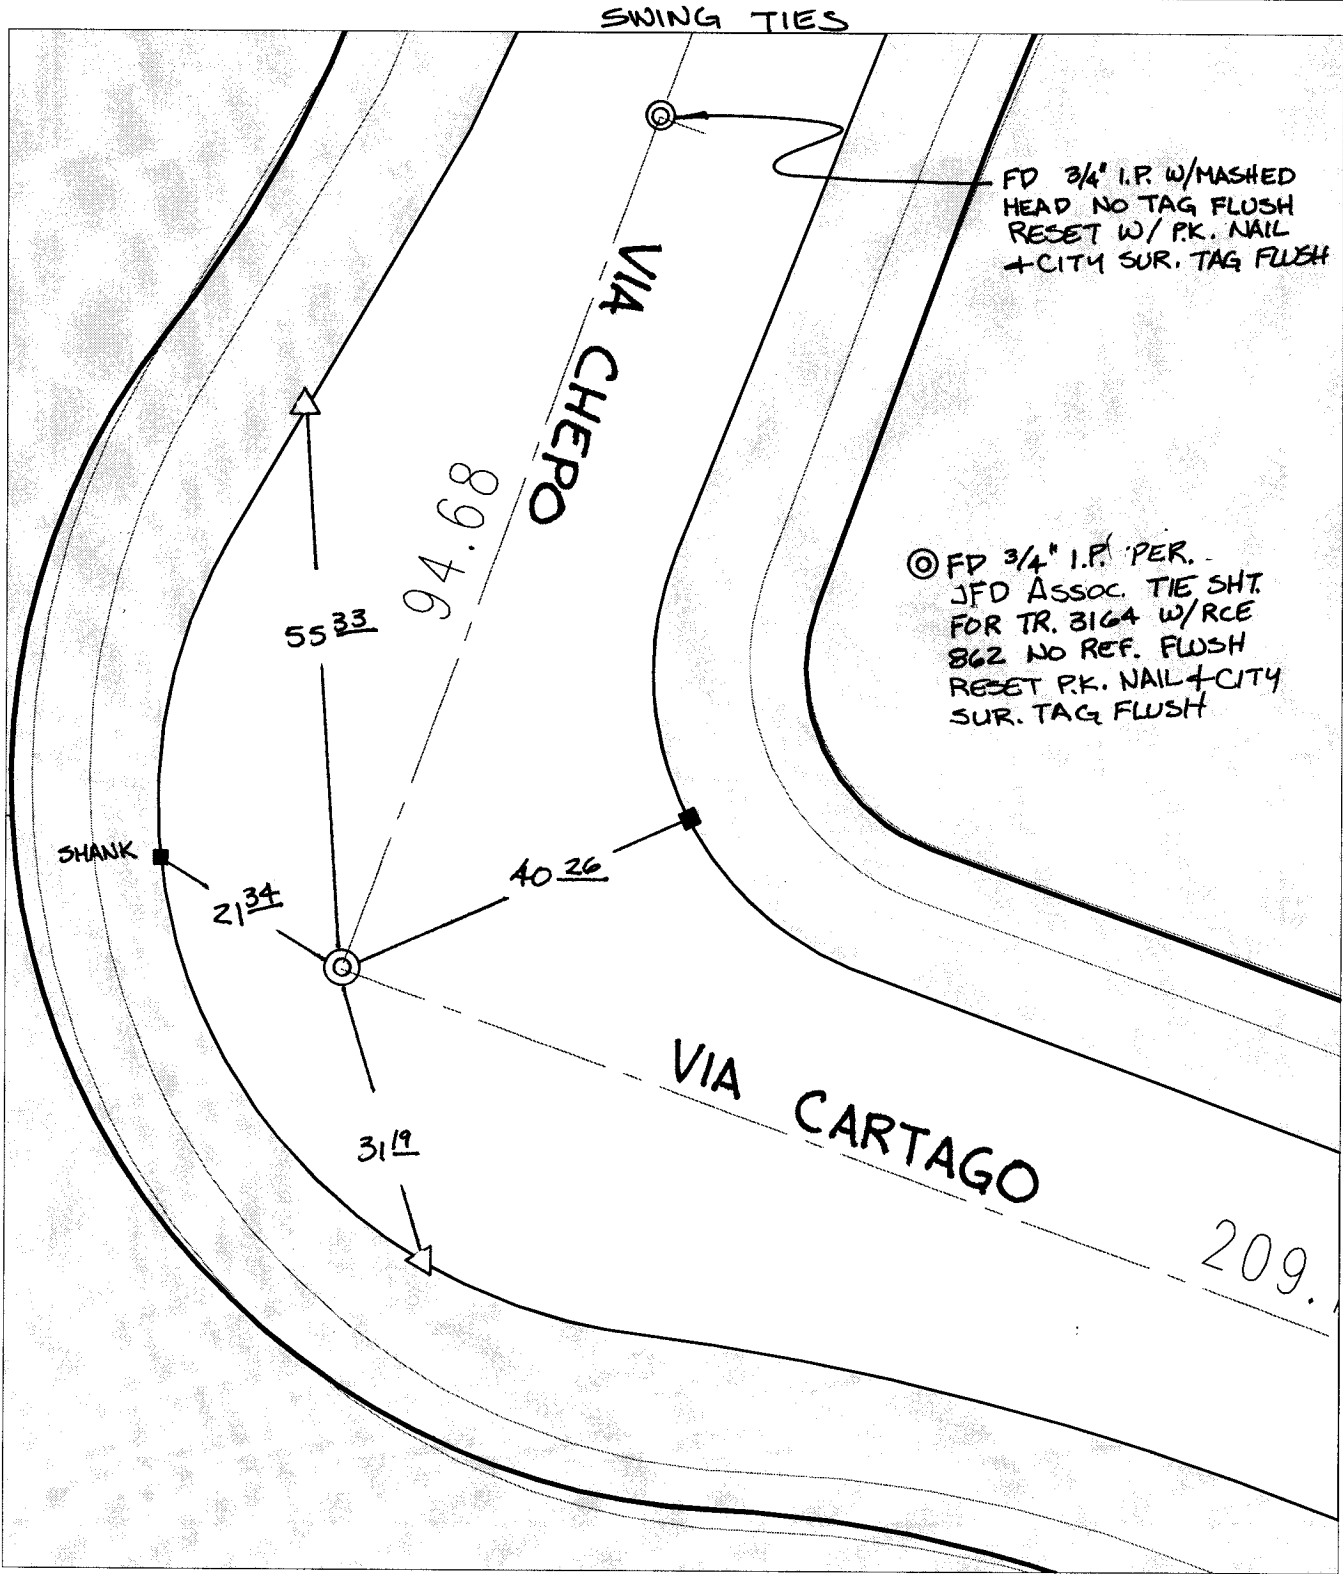 SWING TIES
FD 3/4" I.P. W/MASHED
HEAD NO TAG FLUSH
RESET W/ P.K. NAIL
+CITY SUR. TAG FLUSH
VIA CHEPO
94.68
FD 3/4" I.P. PER.
JFD ASSOC. TIE SHT.
FOR TR. 3164 W/RCE
862 NO REF. FLUSH
RESET P.K. NAIL +CITY
SUR. TAG FLUSH
55 33
SHANK
40 26
21 34
VIA CARTAGO
31 19
209.